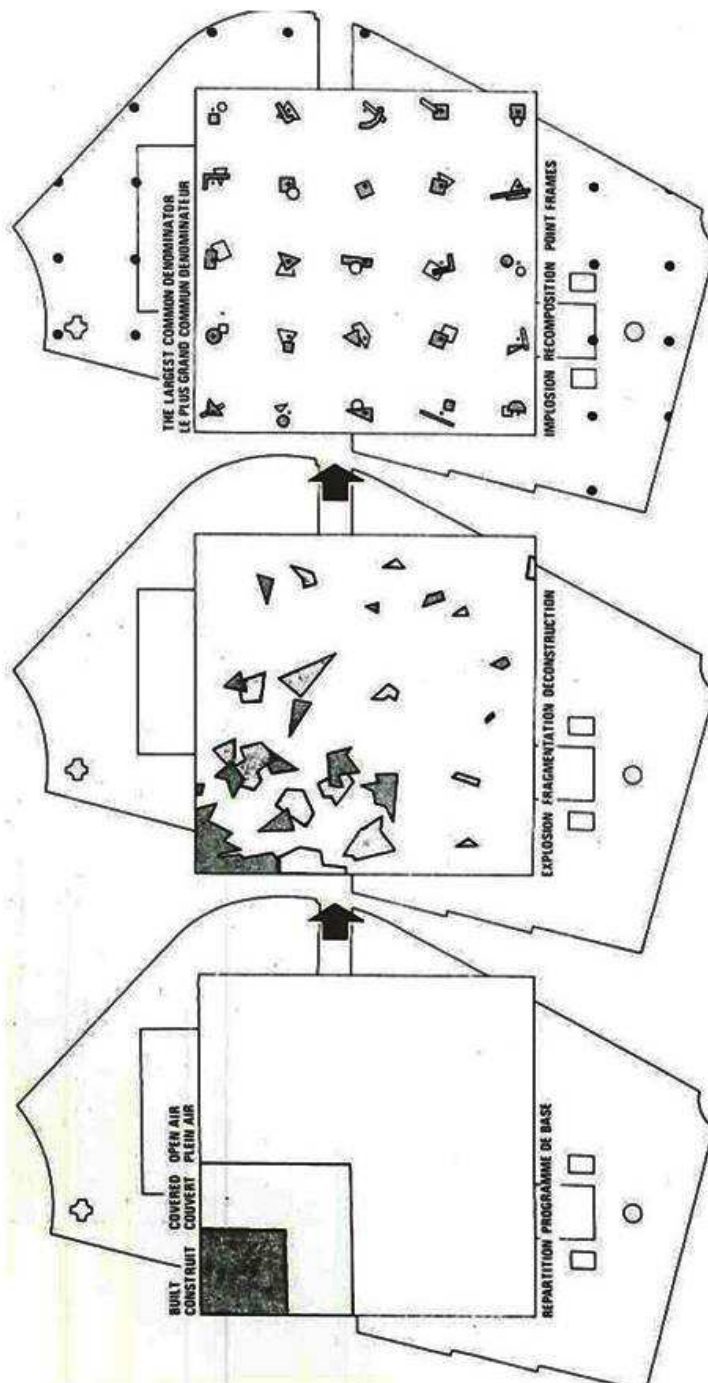 BUILT COVERED OPEN AIR
CONSTRUIT COUVERT PLEIN AIR
REPARTITION PROGRAMME DE BASE
EXPLOSION FRAGMENTATION DECONSTRUCTION
THE LARGEST COMMON DENOMINATOR
LE PLUS GRAND COMMUN DENOMINATEUR
IMPLOSION RECOMPOSITION POINT FRAMES